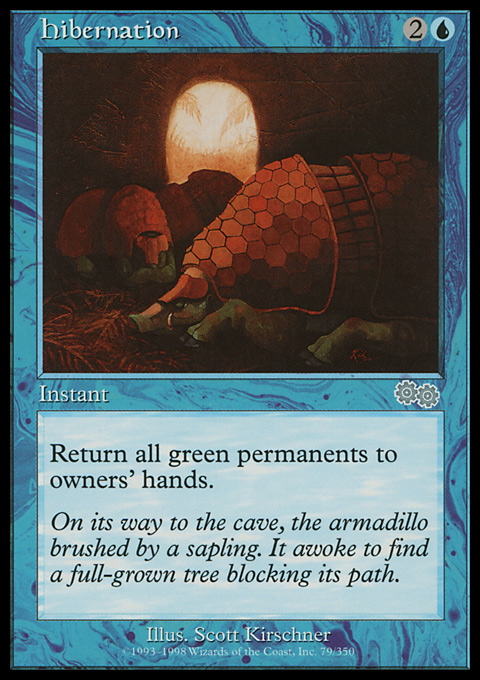 Hibernation
2
Instant
Return all green permanents to
owners' hands.
On its way to the cave, the armadillo
brushed by a sapling. It awoke to find
a full-grown tree blocking its path.
Illus. Scott Kirschner
©1993-1998 Wizards of the Coast, Inc. 79/350